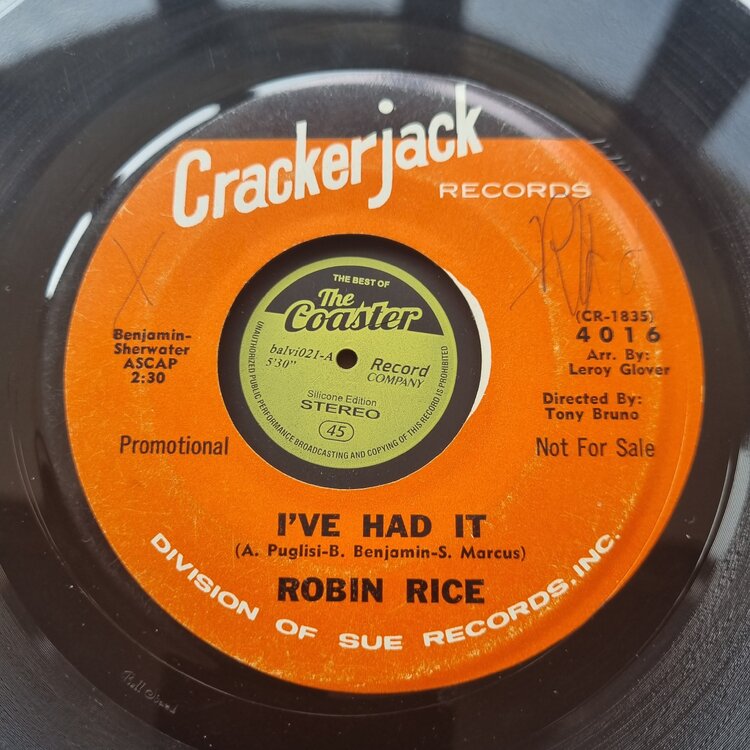 Crackerjack
RECORDS
(CR-1835)
4016
Arr. By:
Leroy Glover
Directed By:
Tony Bruno
Not For Sale
Benjamin-
Sherwater
ASCAP
2:30
Promotional
THE BEST OF
The
Coaster
balvi021-A
5'30"
Record
COMPANY
Silicone Edition
STEREO
45
UNAUTHORIZED PUBLIC PERFORMANCE BROADCASTING AND COPYING OF THIS RECORD IS PROHIBITED
I'VE HAD IT
(A. Puglisi-B. Benjamin-S. Marcus)
ROBIN RICE
DIVISION OF SUE RECORDS, INC.